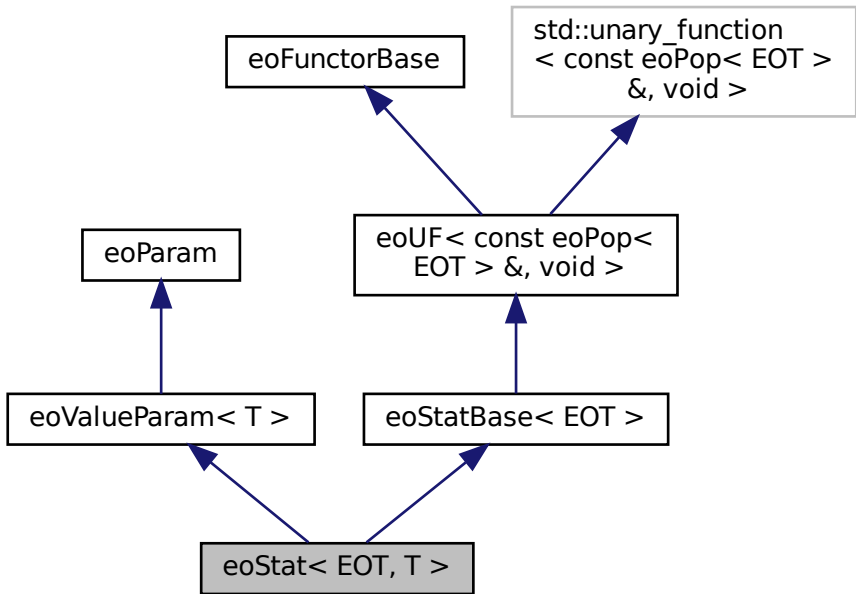 std::unary_function
< const eoPop< EOT >
&, void >
eoFunctorBase
eoUF< const eoPop<
EOT > &, void >
eoParam
eoValueParam< T >
eoStatBase< EOT >
eoStat< EOT, T >